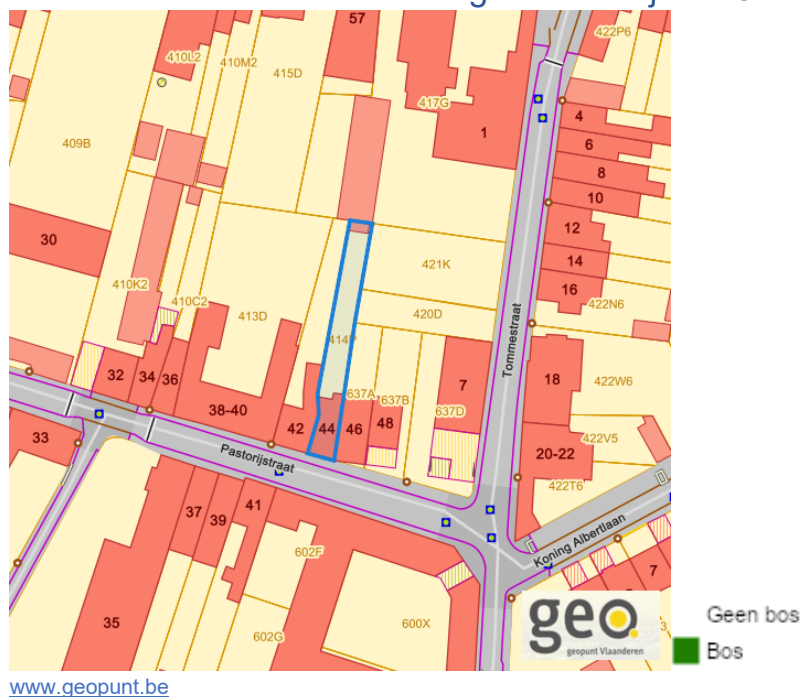 57
422P6
410L2
410M2
415D
417G
1
4
6
8
10
409B
12
14
16
30
421K
410K2
410C2
422N6
413D
420D
414P
Tommestraat
7
18
32
34
36
637A
637B
637D
422W6
38-40
42
44
46
48
33
20-22
422V5
Pastorijstraat
422T6
37
39
41
602F
Koning Albertlaan
7
35
602G
600X
geo
geopunt Vlaanderen
Geen bos
Bos
www.geopunt.be